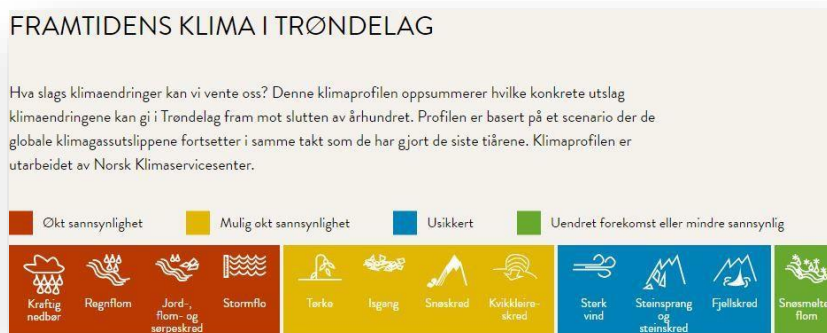 FRAMTIDENS KLIMA I TRØNDELAG
Hva slags klimaendringer kan vi vente oss? Denne klimaprofilen oppsummerer hvilke konkrete utslag
klimaendringene kan gi i Trøndelag fram mot slutten av århundret. Profilen er basert på et scenario der de
globale klimagassutslippene fortsetter i samme takt som de har gjort de siste tiårene. Klimaprofilen er
utarbeidet av Norsk Klimaservicesenter.
Økt sannsynlighet Mulig økt sannsynlighet Usikkert Uendret forekomst eller mindre sannsynlig
Kraftig
nedbør
Regnflom
Jord-,
flom- og
sørpeskred
Stormflo
Tørke
Isgang
Snøskred
Kvikkleire-
skred
Sterk
vind
Steinsprang
og
steinskred
Fjellskred
Snøsmelte
flom